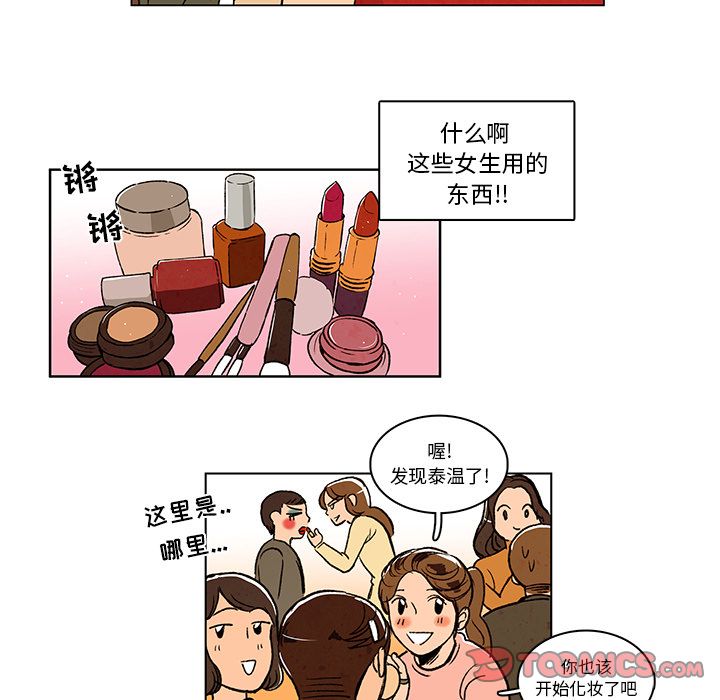 什么啊
这些女生用的
东西!!
锵
锵
喔!
发现泰温了!
这里是..
哪里...
你也该
开始化妆了吧
TOOMICS.COM